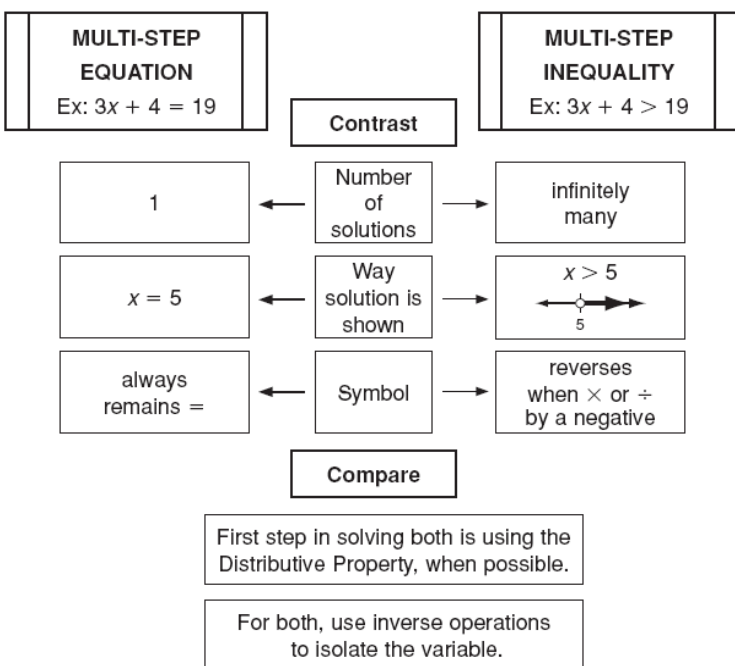 MULTI-STEP
EQUATION
Ex: 3x + 4 = 19
MULTI-STEP
INEQUALITY
Ex: 3x + 4 > 19
Contrast
1
Number
of
solutions
infinitely
many
x = 5
Way
solution is
shown
x > 5
5
always
remains =
Symbol
reverses
when × or ÷
by a negative
Compare
First step in solving both is using the
Distributive Property, when possible.
For both, use inverse operations
to isolate the variable.